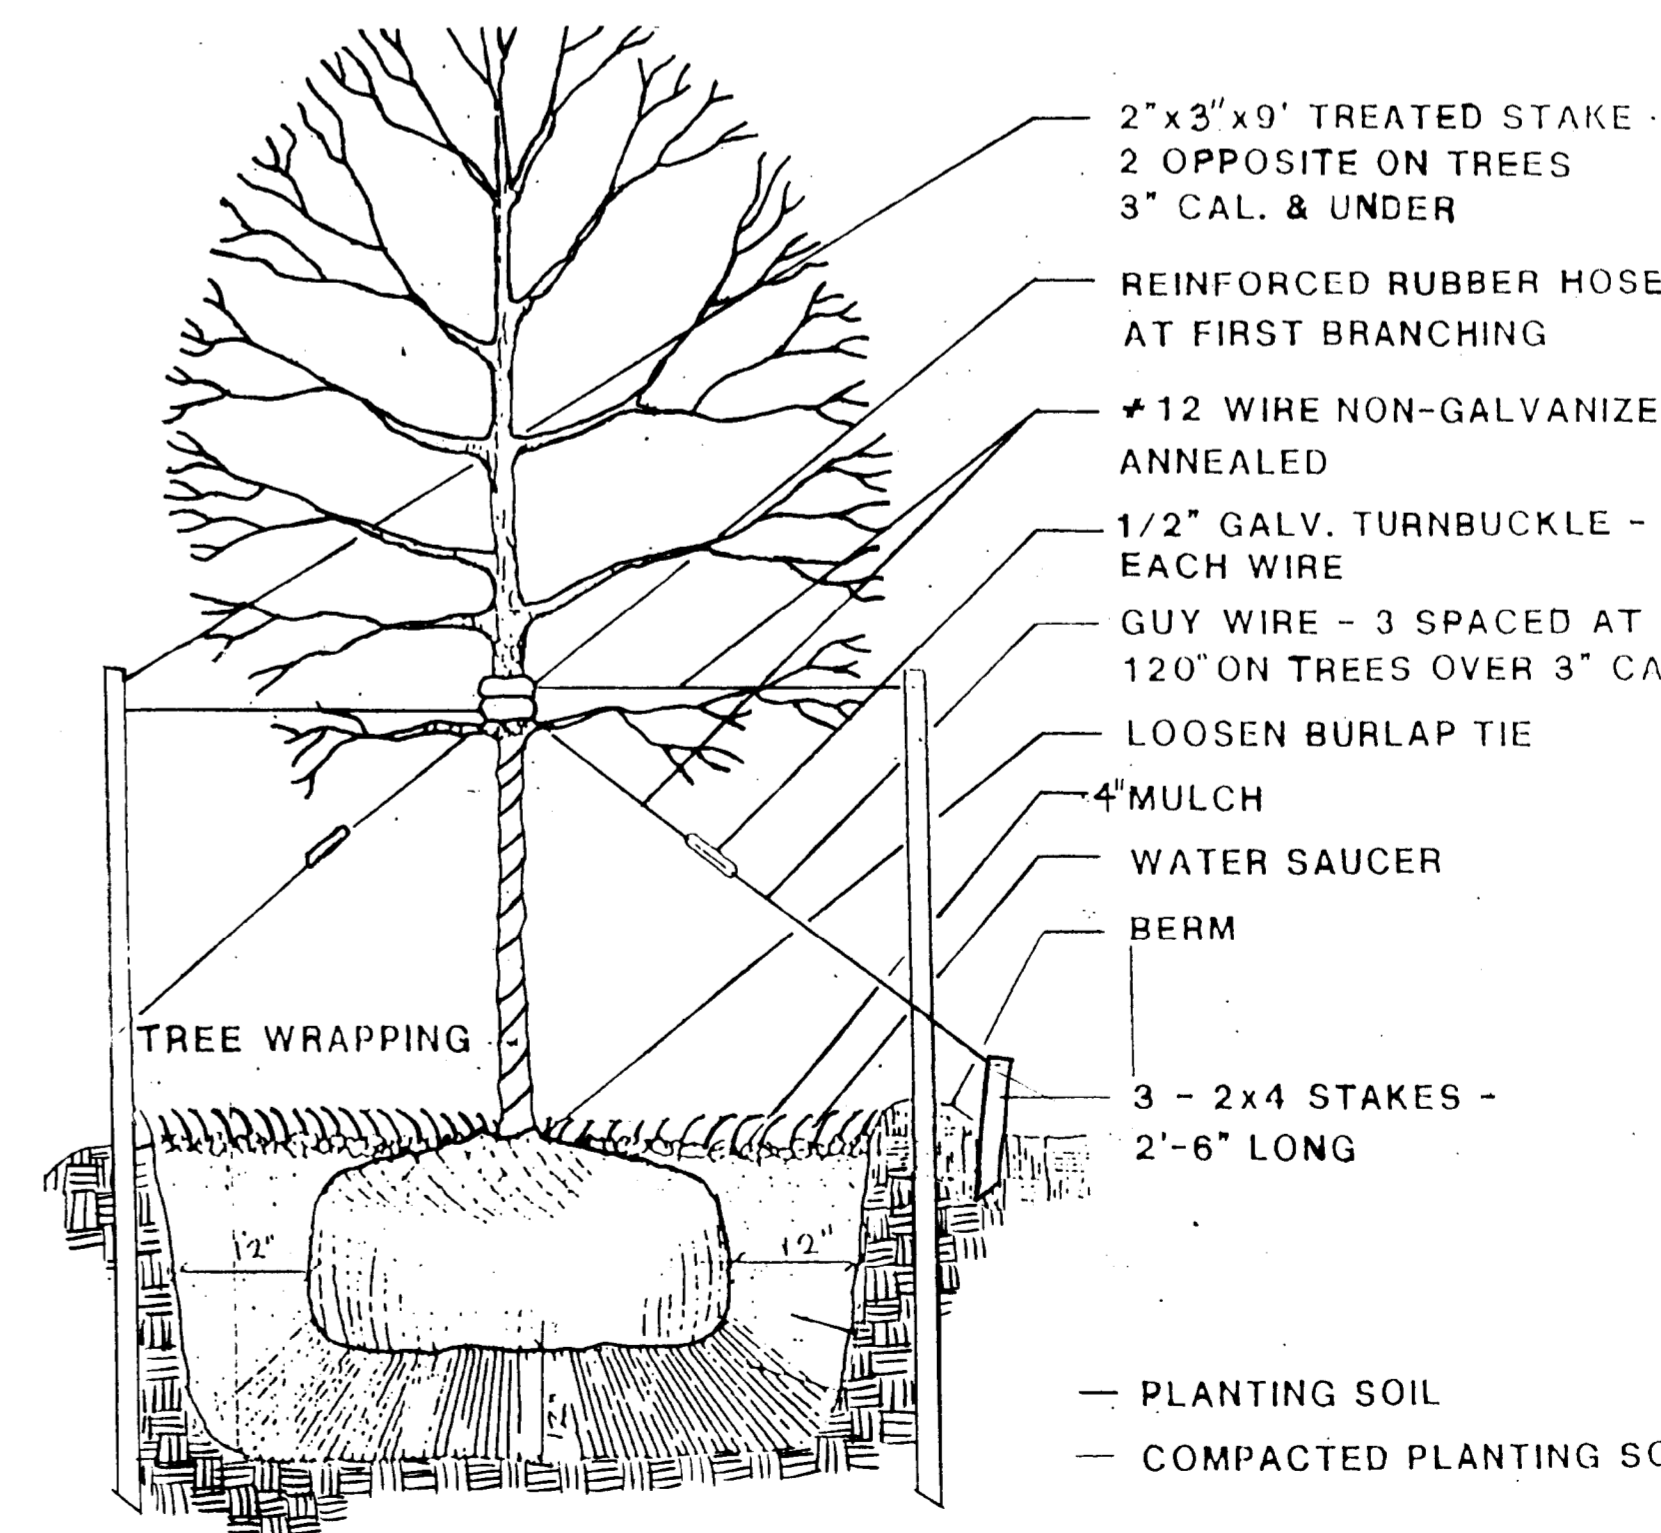 2"x3"x9' TREATED STAKE -
2 OPPOSITE ON TREES
3" CAL. & UNDER
REINFORCED RUBBER HOSE
AT FIRST BRANCHING
#12 WIRE NON-GALVANIZE
ANNEALED
1/2" GALV. TURNBUCKLE -
EACH WIRE
GUY WIRE - 3 SPACED AT
120" ON TREES OVER 3" CA
LOOSEN BURLAP TIE
4" MULCH
WATER SAUCER
BERM
TREE WRAPPING
3 - 2x4 STAKES -
2'-6" LONG
12"
12"
12"
PLANTING SOIL
COMPACTED PLANTING SO